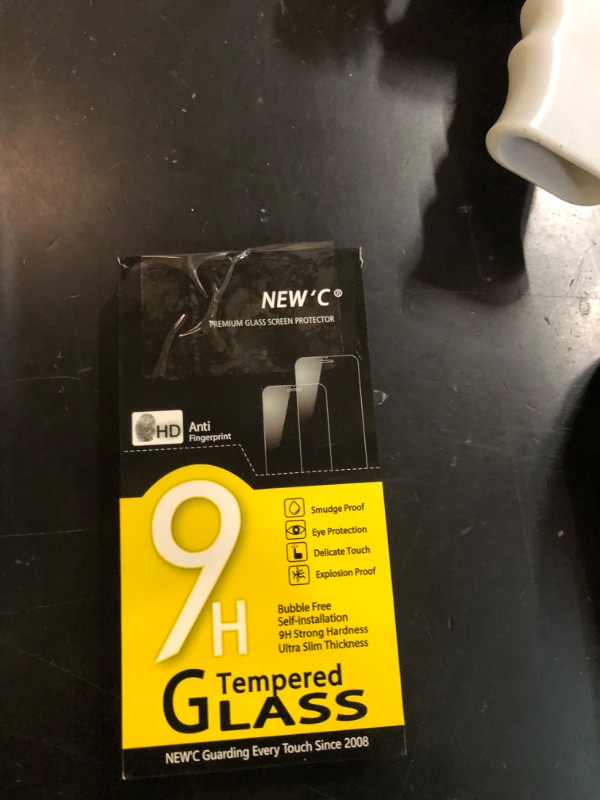 NEW'C®
PREMIUM GLASS SCREEN PROTECTOR
HD Anti
Fingerprint
9H
Smudge Proof
Eye Protection
Delicate Touch
Explosion Proof
Bubble Free
Self-installation
9H Strong Hardness
Ultra Slim Thickness
Tempered
GLASS
NEW'C Guarding Every Touch Since 2008